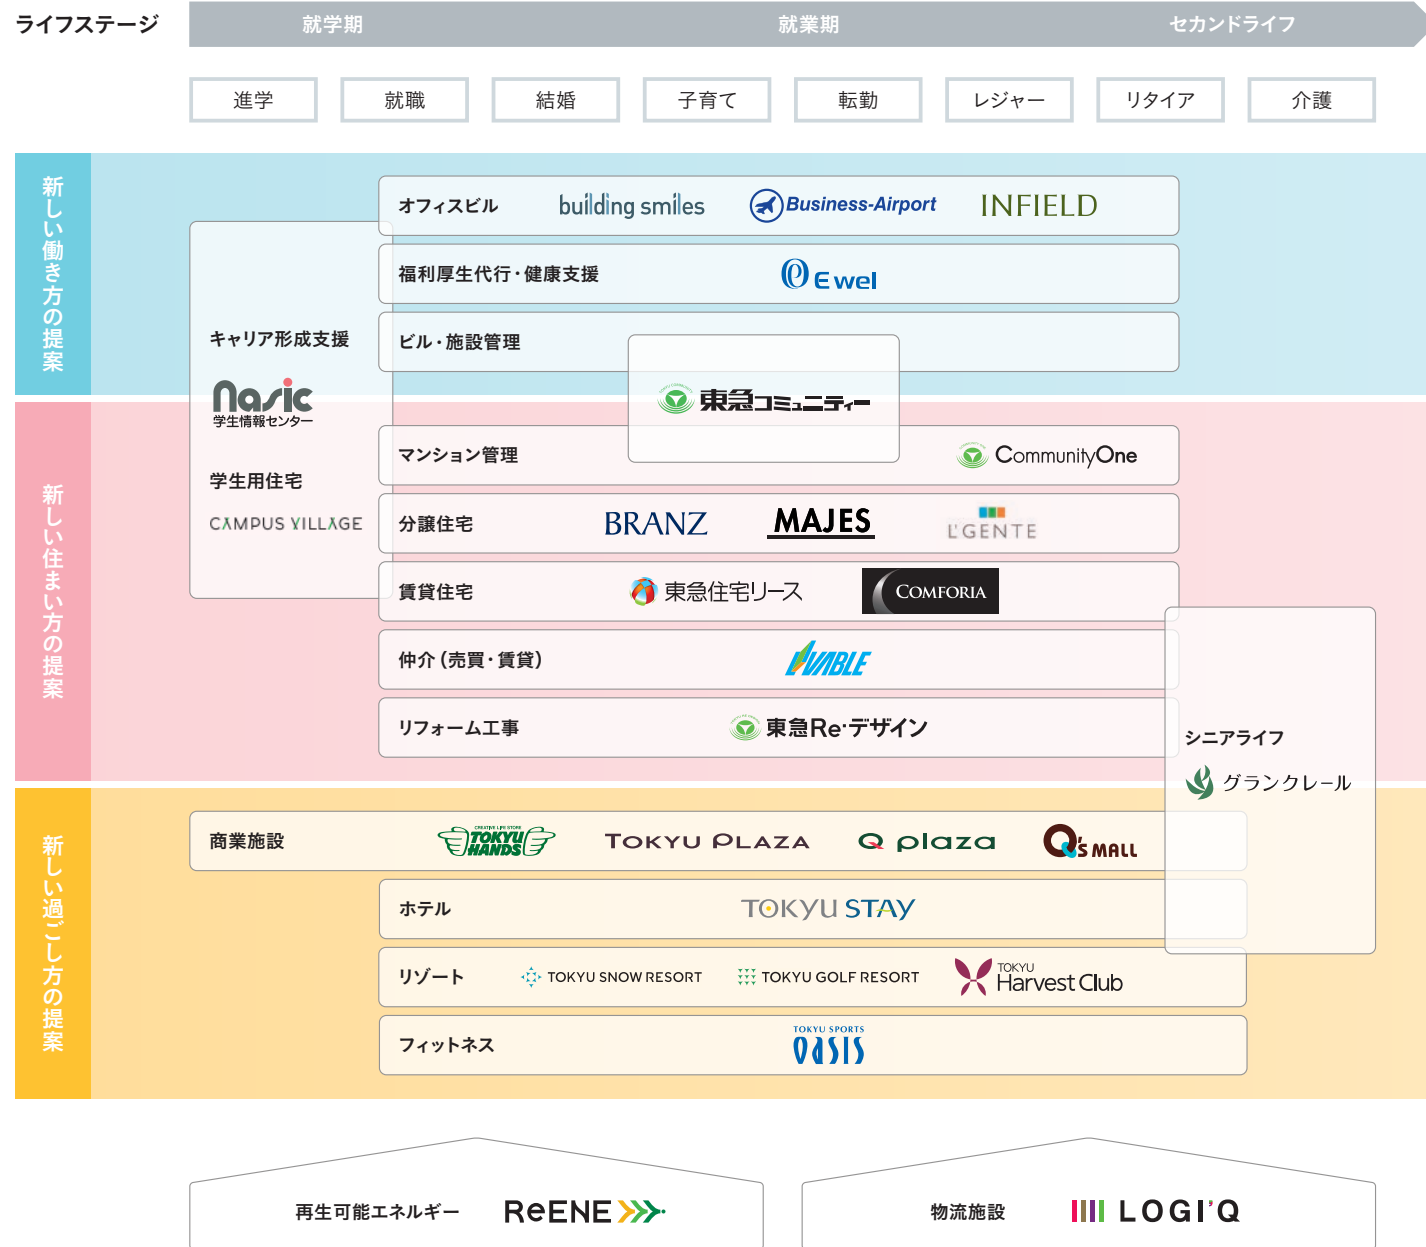 ライフステージ
就学期
就業期
セカンドライフ
進学
就職
結婚
子育て
転勤
レジャー
リタイア
介護
新しい働き方の提案
オフィスビル
building smiles
Business-Airport
INFIELD
福利厚生代行・健康支援
Ewel
ビル・施設管理
キャリア形成支援
Nasic
学生情報センター
東急コミュニティー
新しい住まい方の提案
マンション管理
CommunityOne
学生用住宅
CAMPUS VILLAGE
分譲住宅
BRANZ
MAJES
L'GENTE
賃貸住宅
東急住宅リース
COMFORIA
仲介（売買・賃貸）
LIVABLE
リフォーム工事
東急Re・デザイン
シニアライフ
グランクレール
新しい過ごし方の提案
商業施設
CREATIVE LIFE STORE
TOKYU
HANDS
TOKYU PLAZA
Q plaza
Q's MALL
ホテル
TOKYU STAY
リゾート
TOKYU SNOW RESORT
TOKYU GOLF RESORT
TOKYU
Harvest Club
フィットネス
TOKYU SPORTS
OASIS
再生可能エネルギー
ReENE
物流施設
LOGI'Q